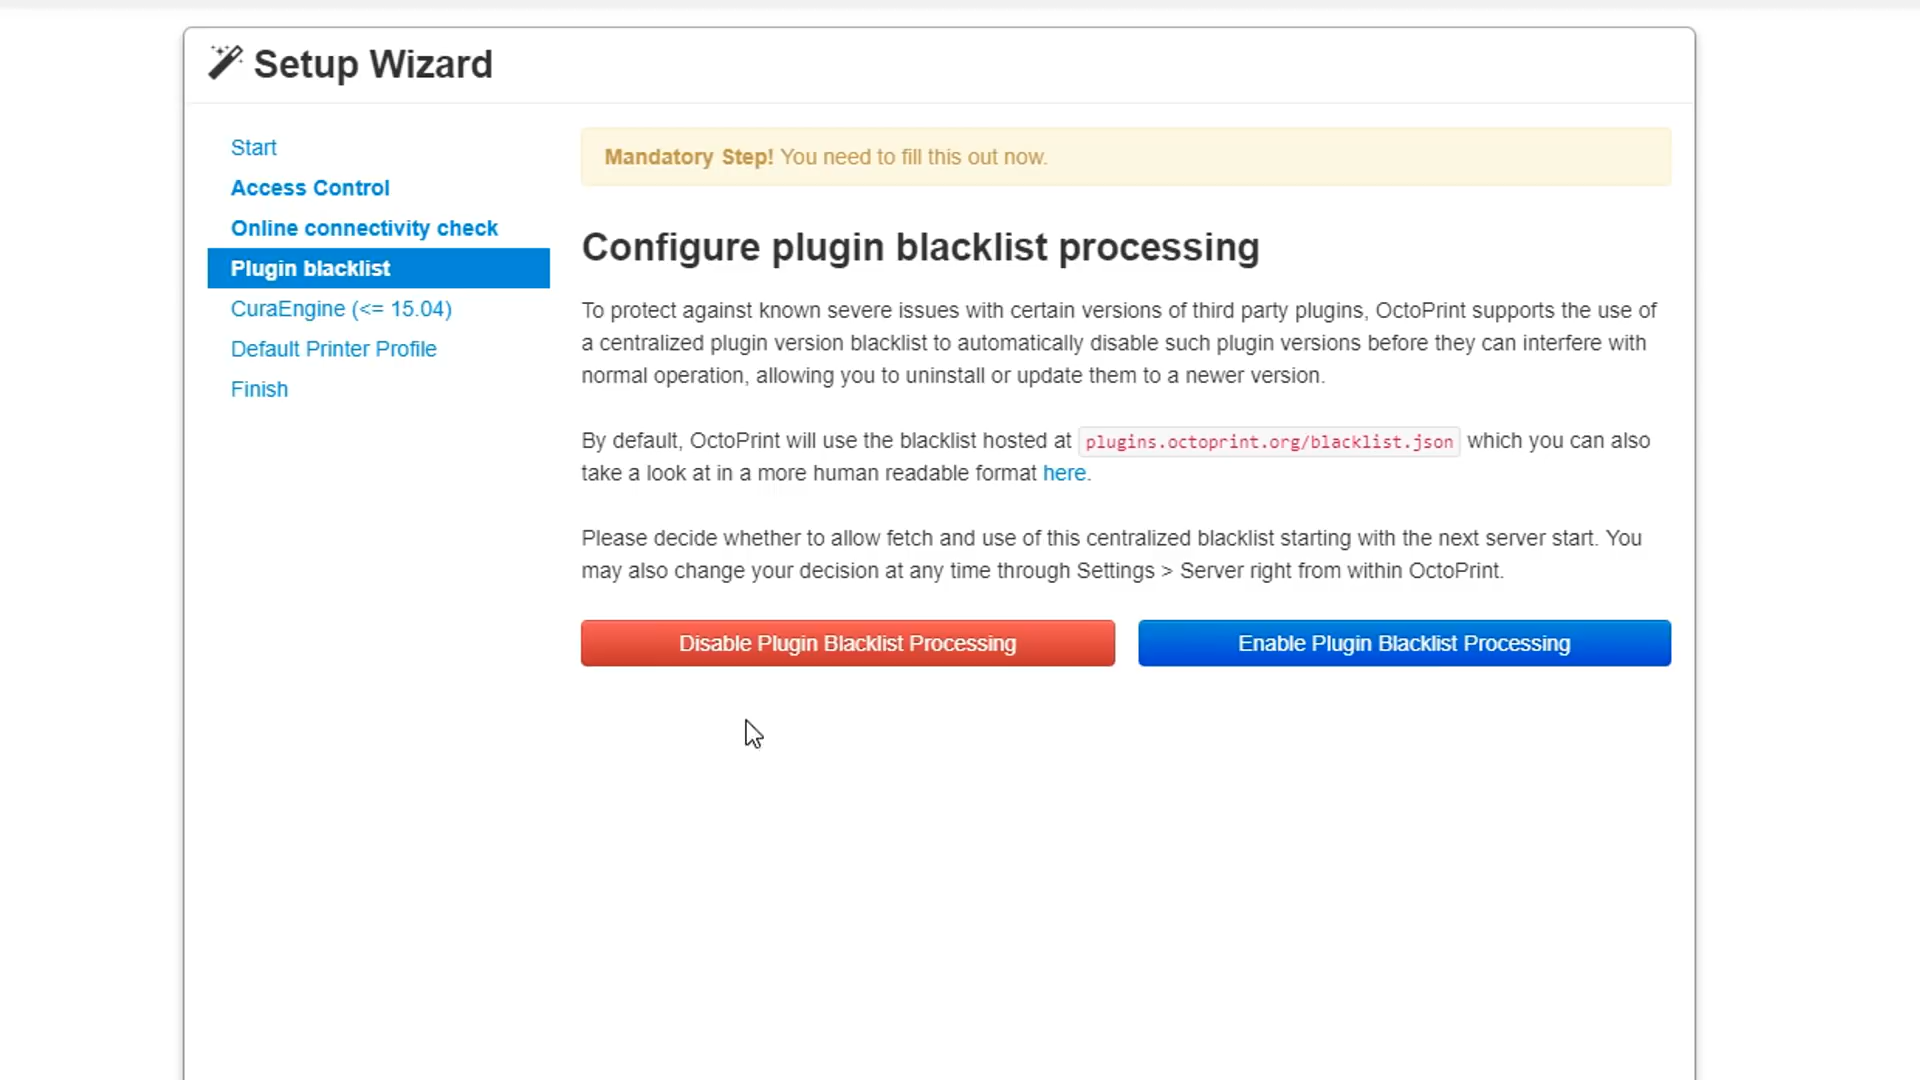 Setup Wizard
Start
Access Control
Online connectivity check
Plugin blacklist
CuraEngine (<= 15.04)
Default Printer Profile
Finish
Mandatory Step! You need to fill this out now.
Configure plugin blacklist processing
To protect against known severe issues with certain versions of third party plugins, OctoPrint supports the use of
a centralized plugin version blacklist to automatically disable such plugin versions before they can interfere with
normal operation, allowing you to uninstall or update them to a newer version.
By default, OctoPrint will use the blacklist hosted at plugins.octoprint.org/blacklist.json which you can also
take a look at in a more human readable format here.
Please decide whether to allow fetch and use of this centralized blacklist starting with the next server start. You
may also change your decision at any time through Settings > Server right from within OctoPrint.
Disable Plugin Blacklist Processing
Enable Plugin Blacklist Processing